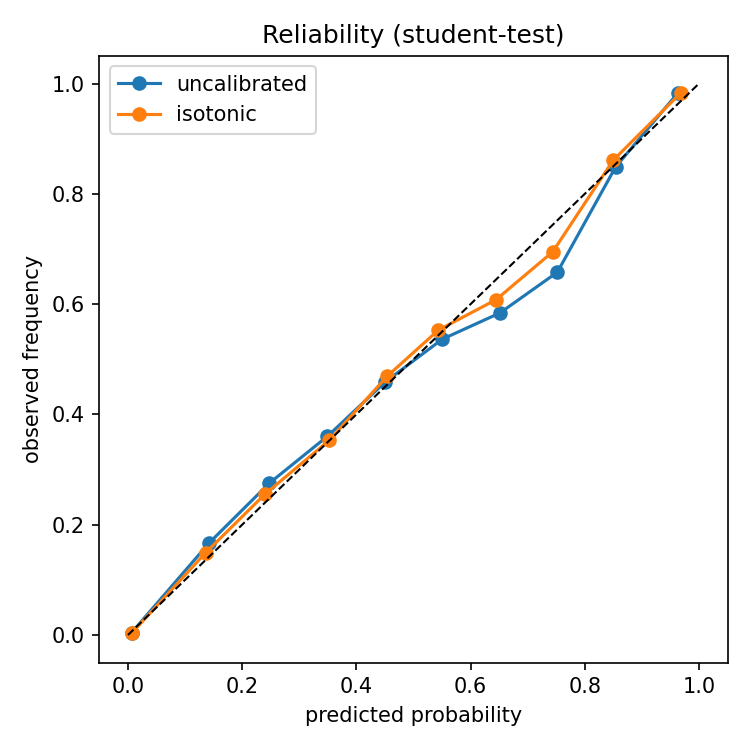 Reliability (student-test)
uncalibrated
isotonic
1.0
0.8
0.6
0.4
0.2
0.0
observed frequency
0.0 0.2 0.4 0.6 0.8 1.0
predicted probability